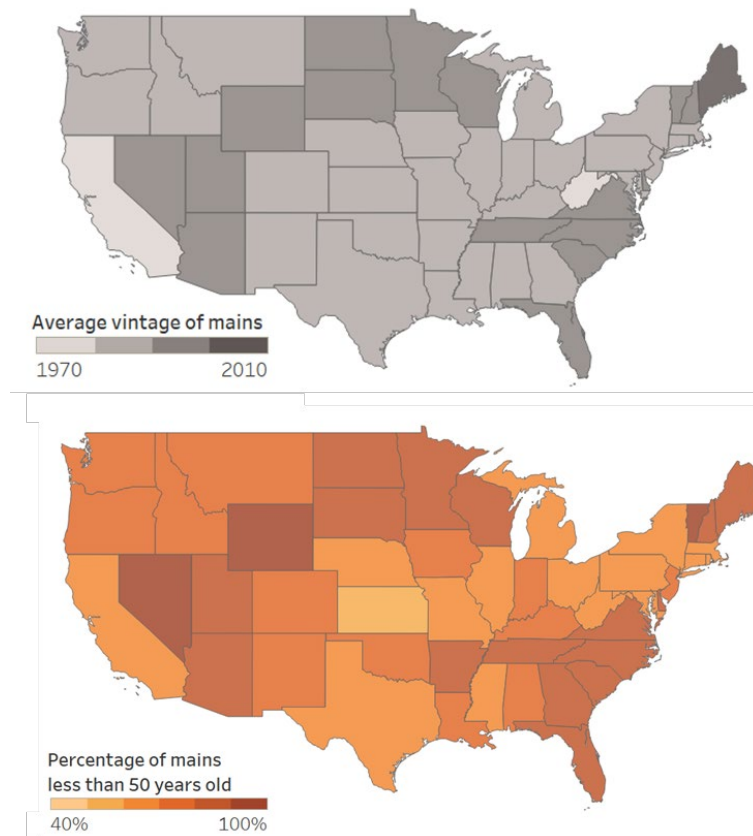 Average vintage of mains
1970 2010
Percentage of mains
less than 50 years old
40% 100%